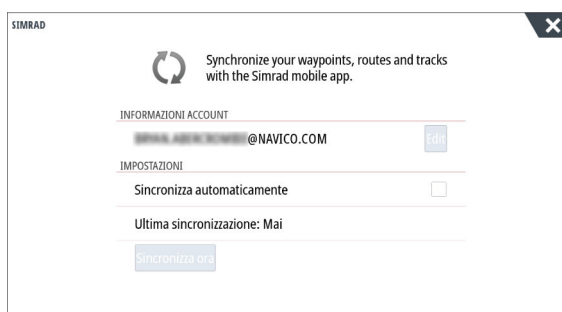 SIMRAD
Synchronize your waypoints, routes and tracks
with the Simrad mobile app.
INFORMAZIONI ACCOUNT
@NAVICO.COM
Edit
IMPOSTAZIONI
Sincronizza automaticamente
Ultima sincronizzazione: Mai
Sincronizza ora